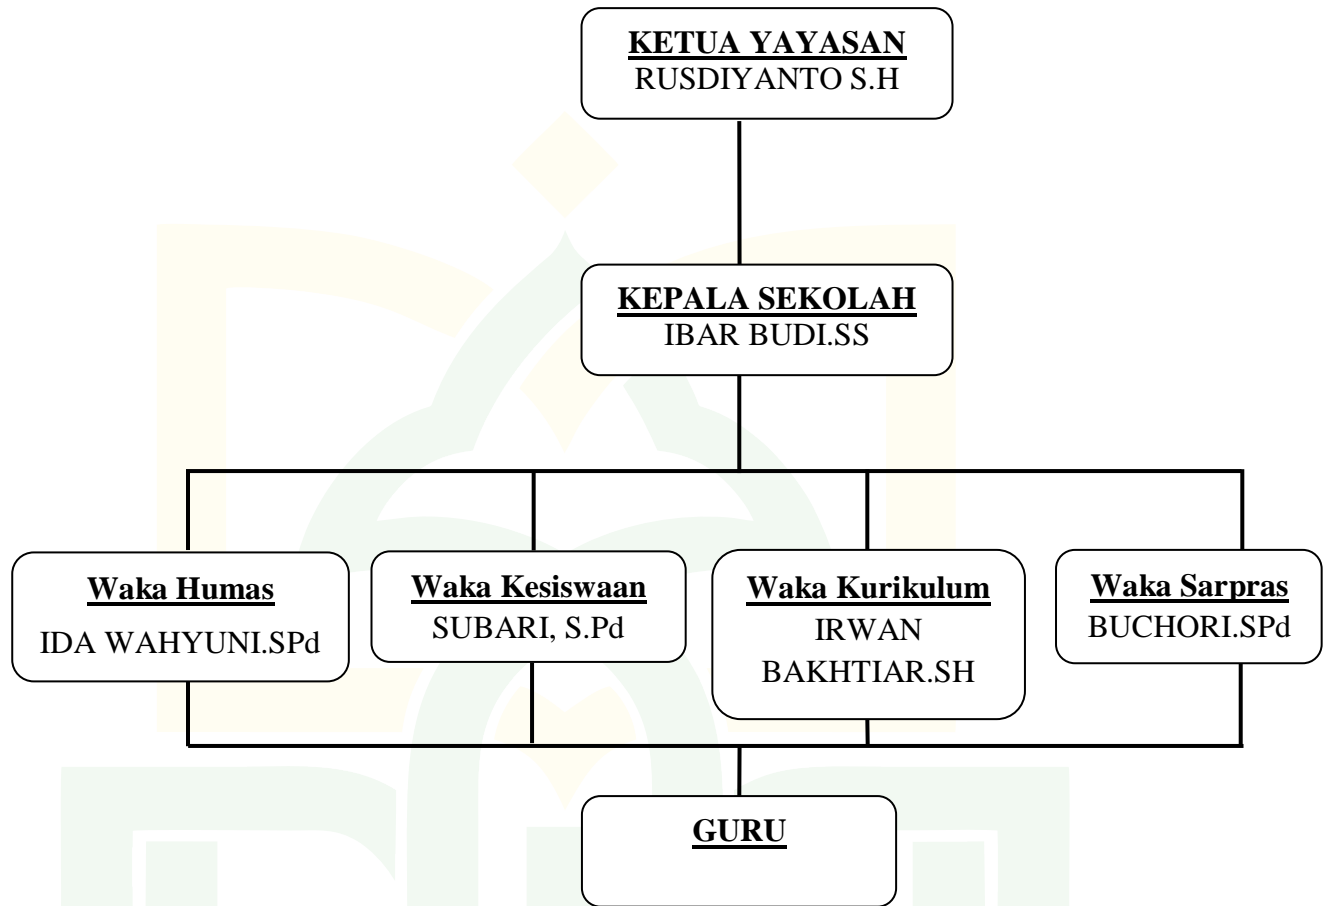 KETUA YAYASAN
RUSDIYANTO S.H
KEPALA SEKOLAH
IBAR BUDI.SS
Waka Humas
IDA WAHYUNI.SPd
Waka Kesiswaan
SUBARI, S.Pd
Waka Kurikulum
IRWAN
BAKHTIAR.SH
Waka Sarpras
BUCHORI.SPd
GURU